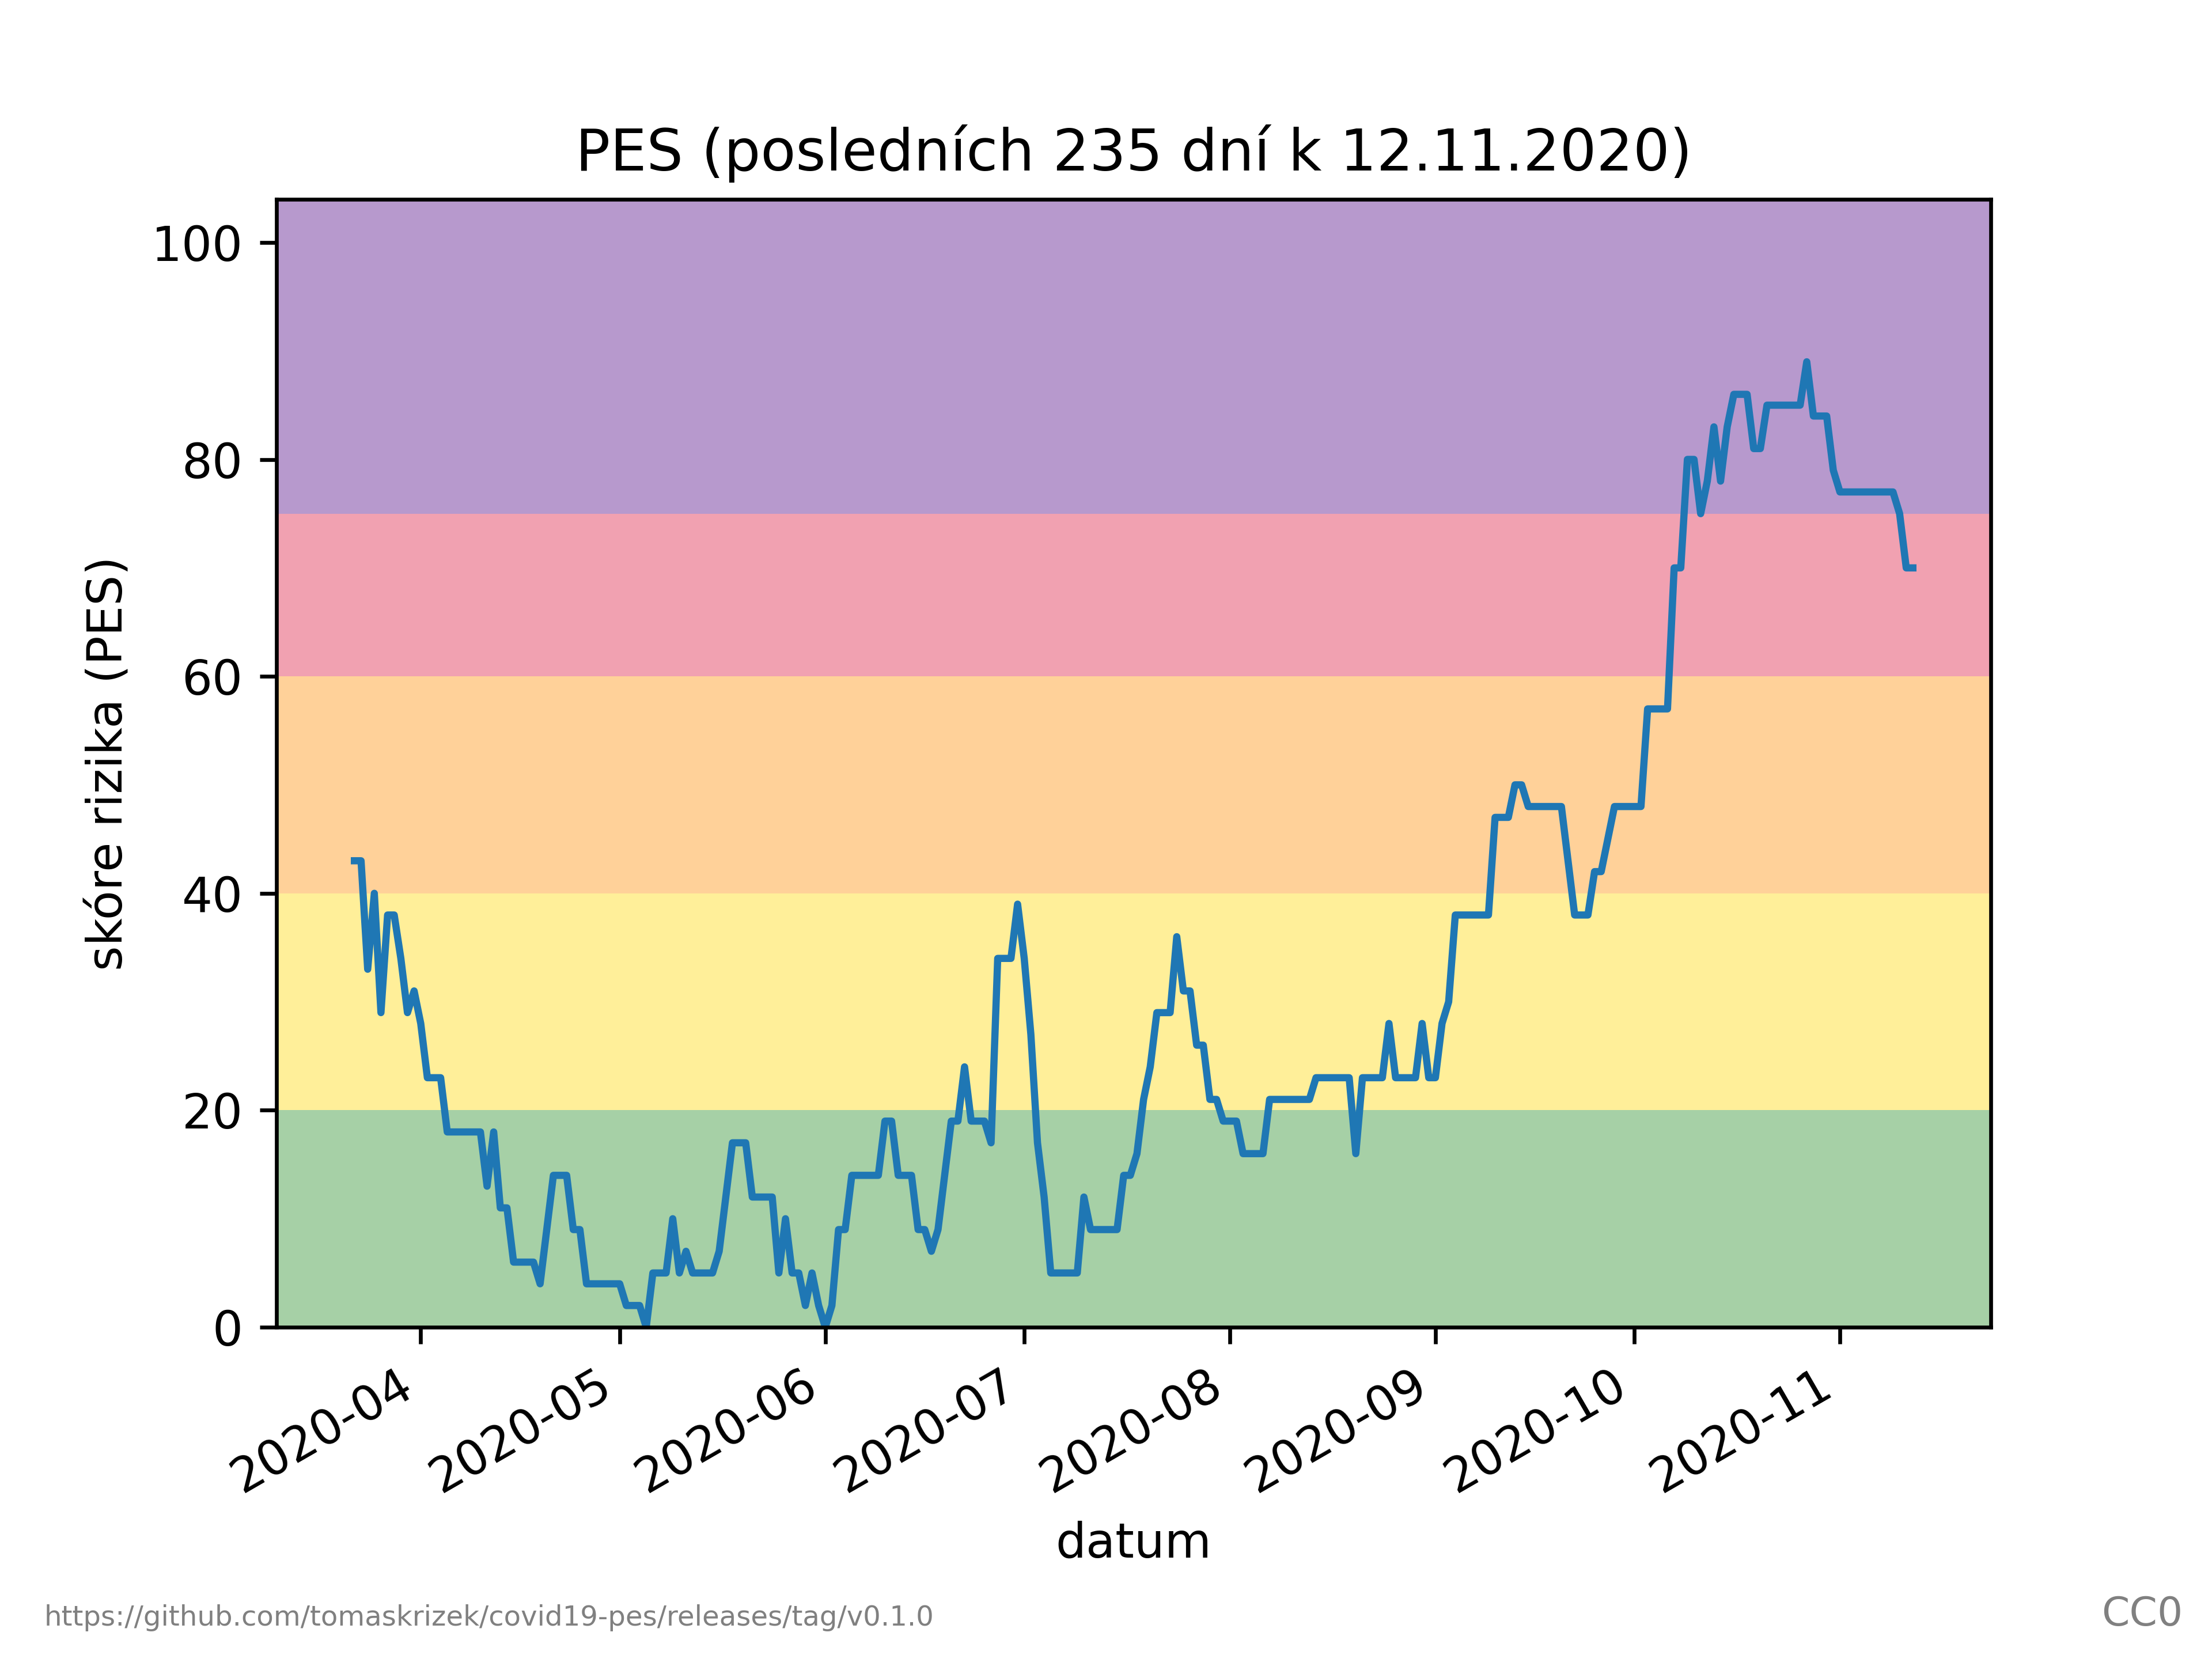 PES (posledních 235 dní k 12.11.2020)
100
80
60
40
20
0
skóre rizika (PES)
2020-04
2020-05
2020-06
2020-07
2020-08
2020-09
2020-10
2020-11
datum
https://github.com/tomaskrizek/covid19-pes/releases/tag/v0.1.0
CC0